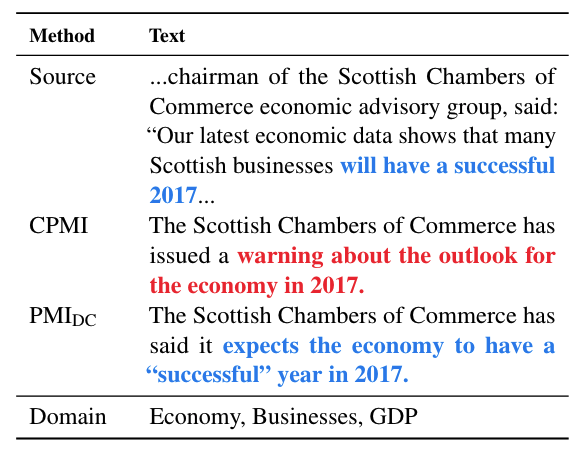 Method Text
Source ...chairman of the Scottish Chambers of
Commerce economic advisory group, said:
“Our latest economic data shows that many
Scottish businesses will have a successful
2017...
CPMI The Scottish Chambers of Commerce has
issued a warning about the outlook for
the economy in 2017.
PMIDC The Scottish Chambers of Commerce has
said it expects the economy to have a
“successful” year in 2017.
Domain Economy, Businesses, GDP